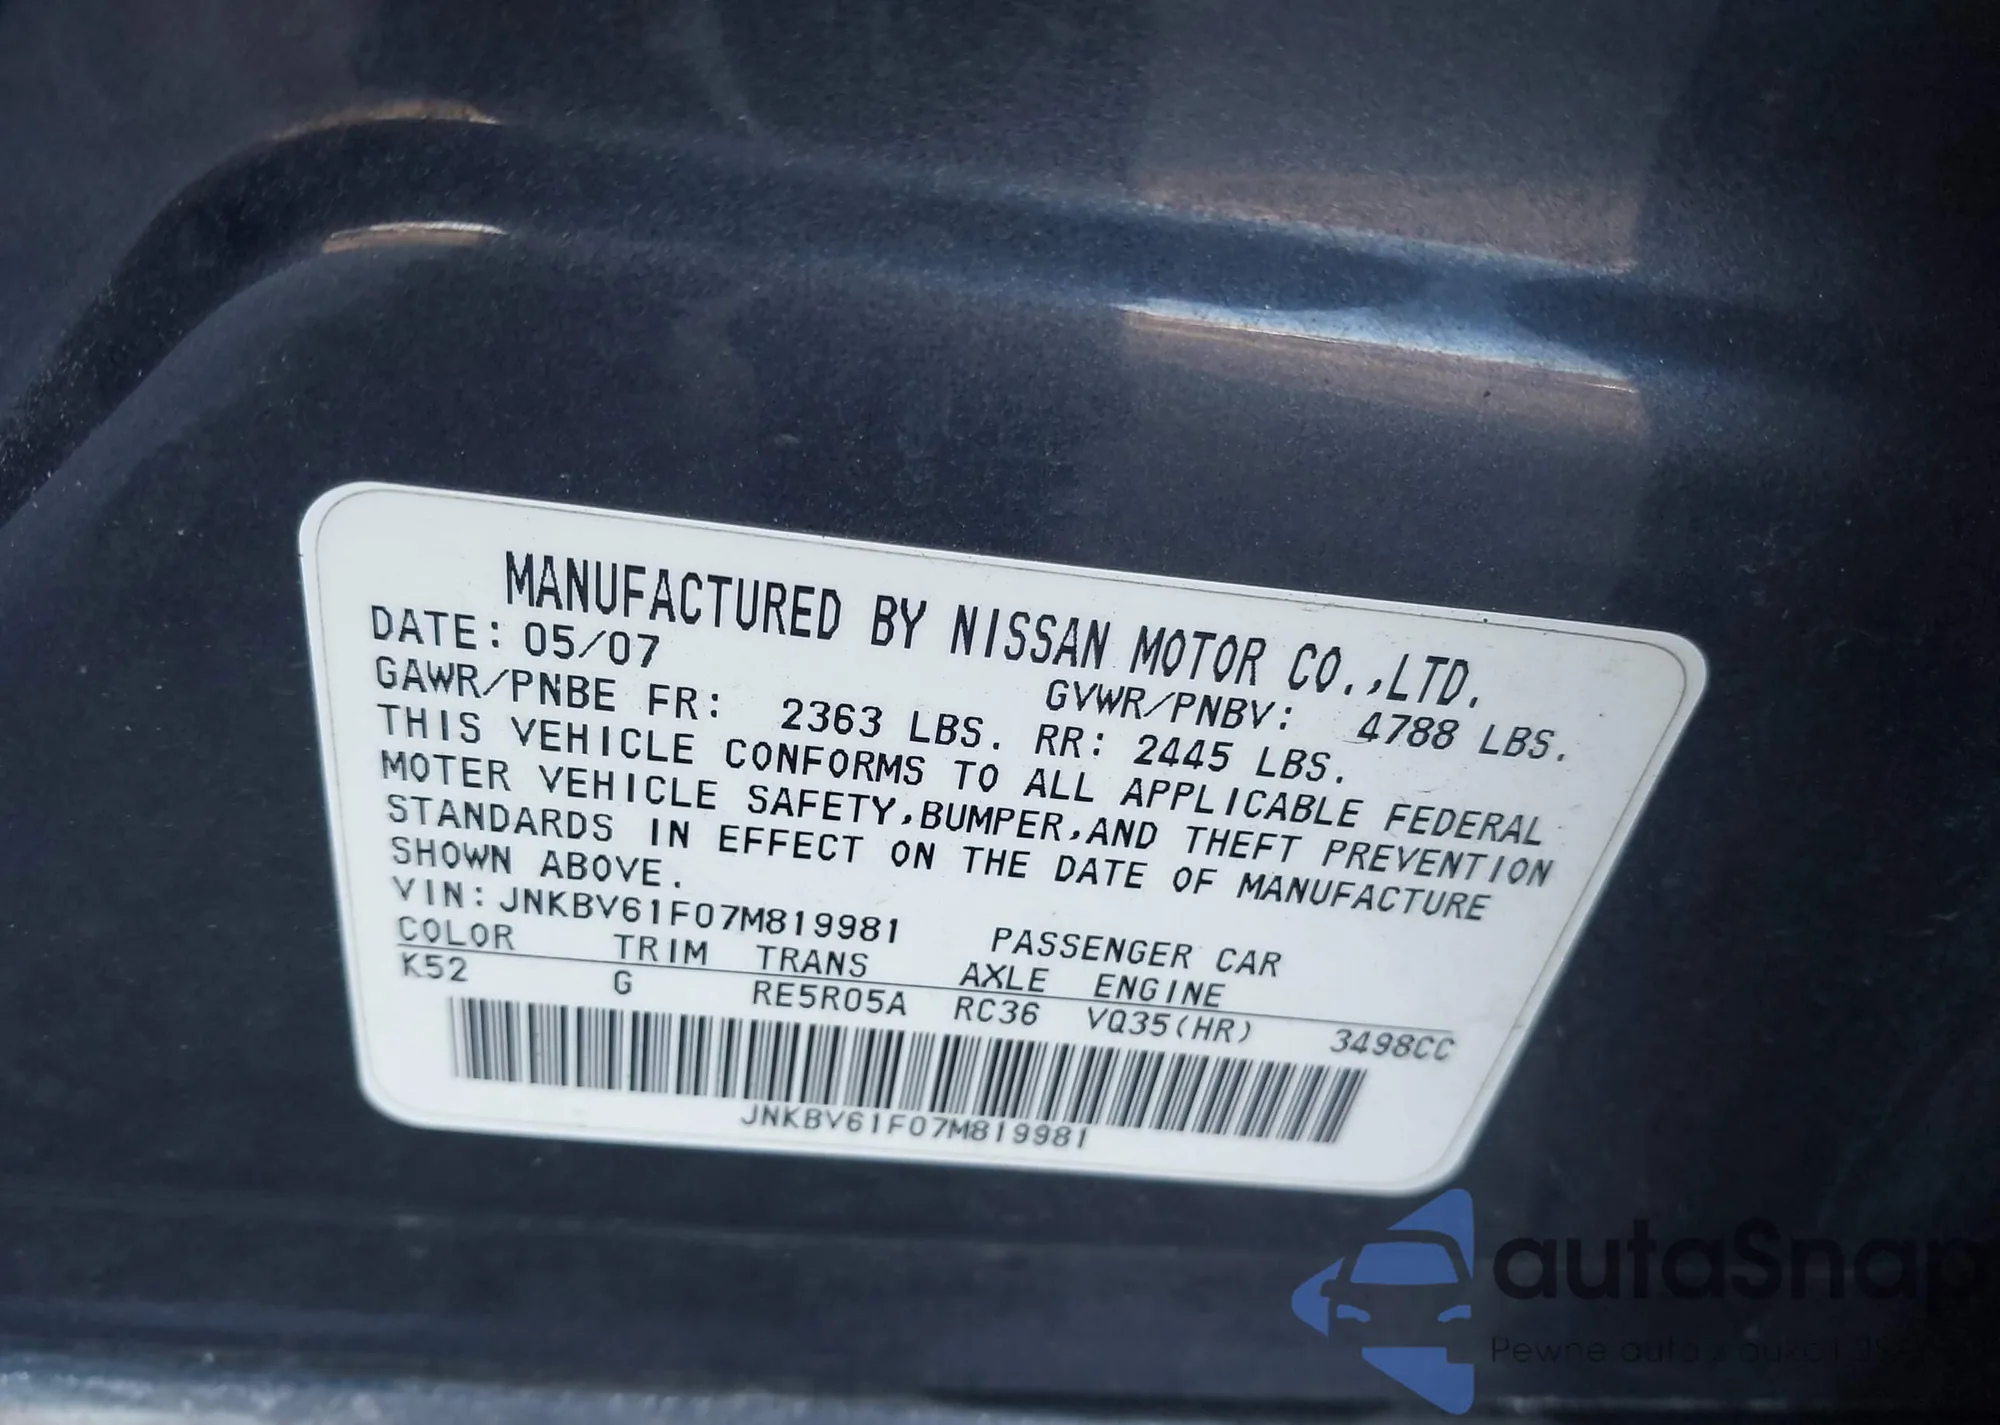 MANUFACTURED BY NISSAN MOTOR CO.,LTD.
DATE: 05/07 GVWR/PNBV: 4788 LBS.
GAWR/PNBE FR: 2363 LBS. RR: 2445 LBS.
THIS VEHICLE CONFORMS TO ALL APPLICABLE FEDERAL
MOTER VEHICLE SAFETY,BUMPER,AND THEFT PREVENTION
STANDARDS IN EFFECT ON THE DATE OF MANUFACTURE
SHOWN ABOVE.
VIN: JNKBV61F07M819981 PASSENGER CAR
COLOR TRIM TRANS AXLE ENGINE
K52 G RE5R05A RC36 VQ35(HR) 3498CC
JNKBV61F07M819981
autaSnap
Pewne auta z